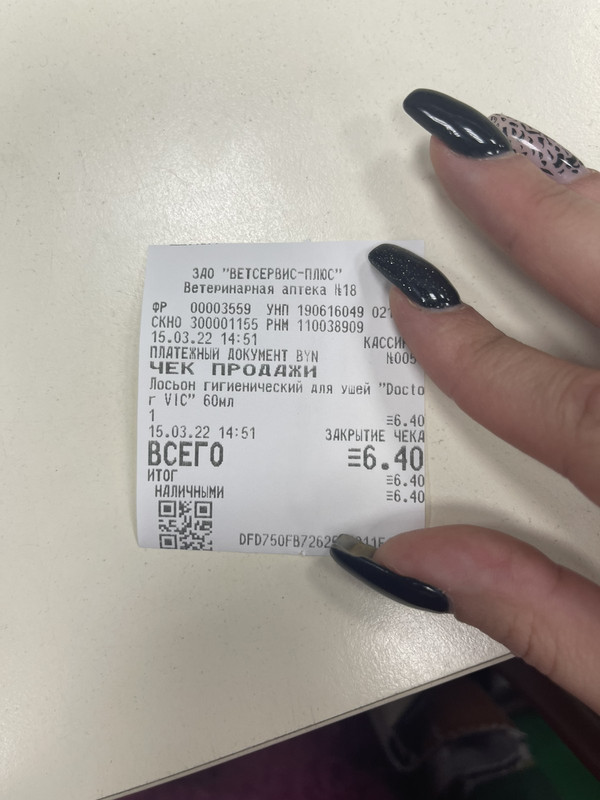 ЗАО "ВЕТСЕРВИС-ПЛЮС"
Ветеринарная аптека №18
ФР 00003559 УНП 190616049
СКНО 300001155 РНМ 110038909
15.03.22 14:51
ПЛАТЕЖНЫЙ ДОКУМЕНТ BYN
ЧЕК ПРОДАЖИ
Лосьон гигиенический для ушей "Docto
r VIC" 60мл
1 ≡6.40
15.03.22 14:51 ЗАКРЫТИЕ ЧЕКА
ВСЕГО ≡6.40
ИТОГ ≡6.40
НАЛИЧНЫМИ ≡6.40